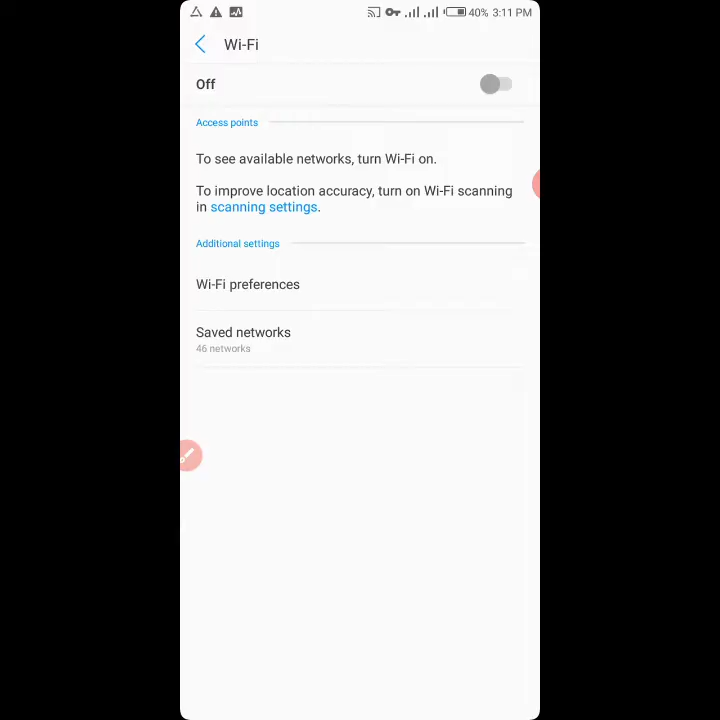 40% 3:11 PM
Wi-Fi
Off
Access points
To see available networks, turn Wi-Fi on.
To improve location accuracy, turn on Wi-Fi scanning
in scanning settings.
Additional settings
Wi-Fi preferences
Saved networks
46 networks